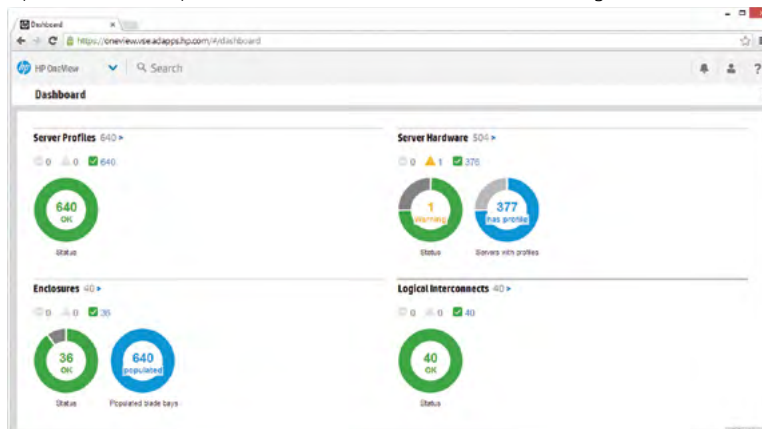 Dashboard
https://oneview.vse.adapps.hp.com/#/dashboard
hp HP OneView Search ?
Dashboard
Server Profiles 640
0 0 640
640
OK
Status
Server Hardware 504
0 1 376
1
Warning
377
has profile
Status Servers with profiles
Enclosures 40
0 0 36
36
OK
640
populated
Status Populated blade bays
Logical Interconnects 40
0 0 40
40
OK
Status